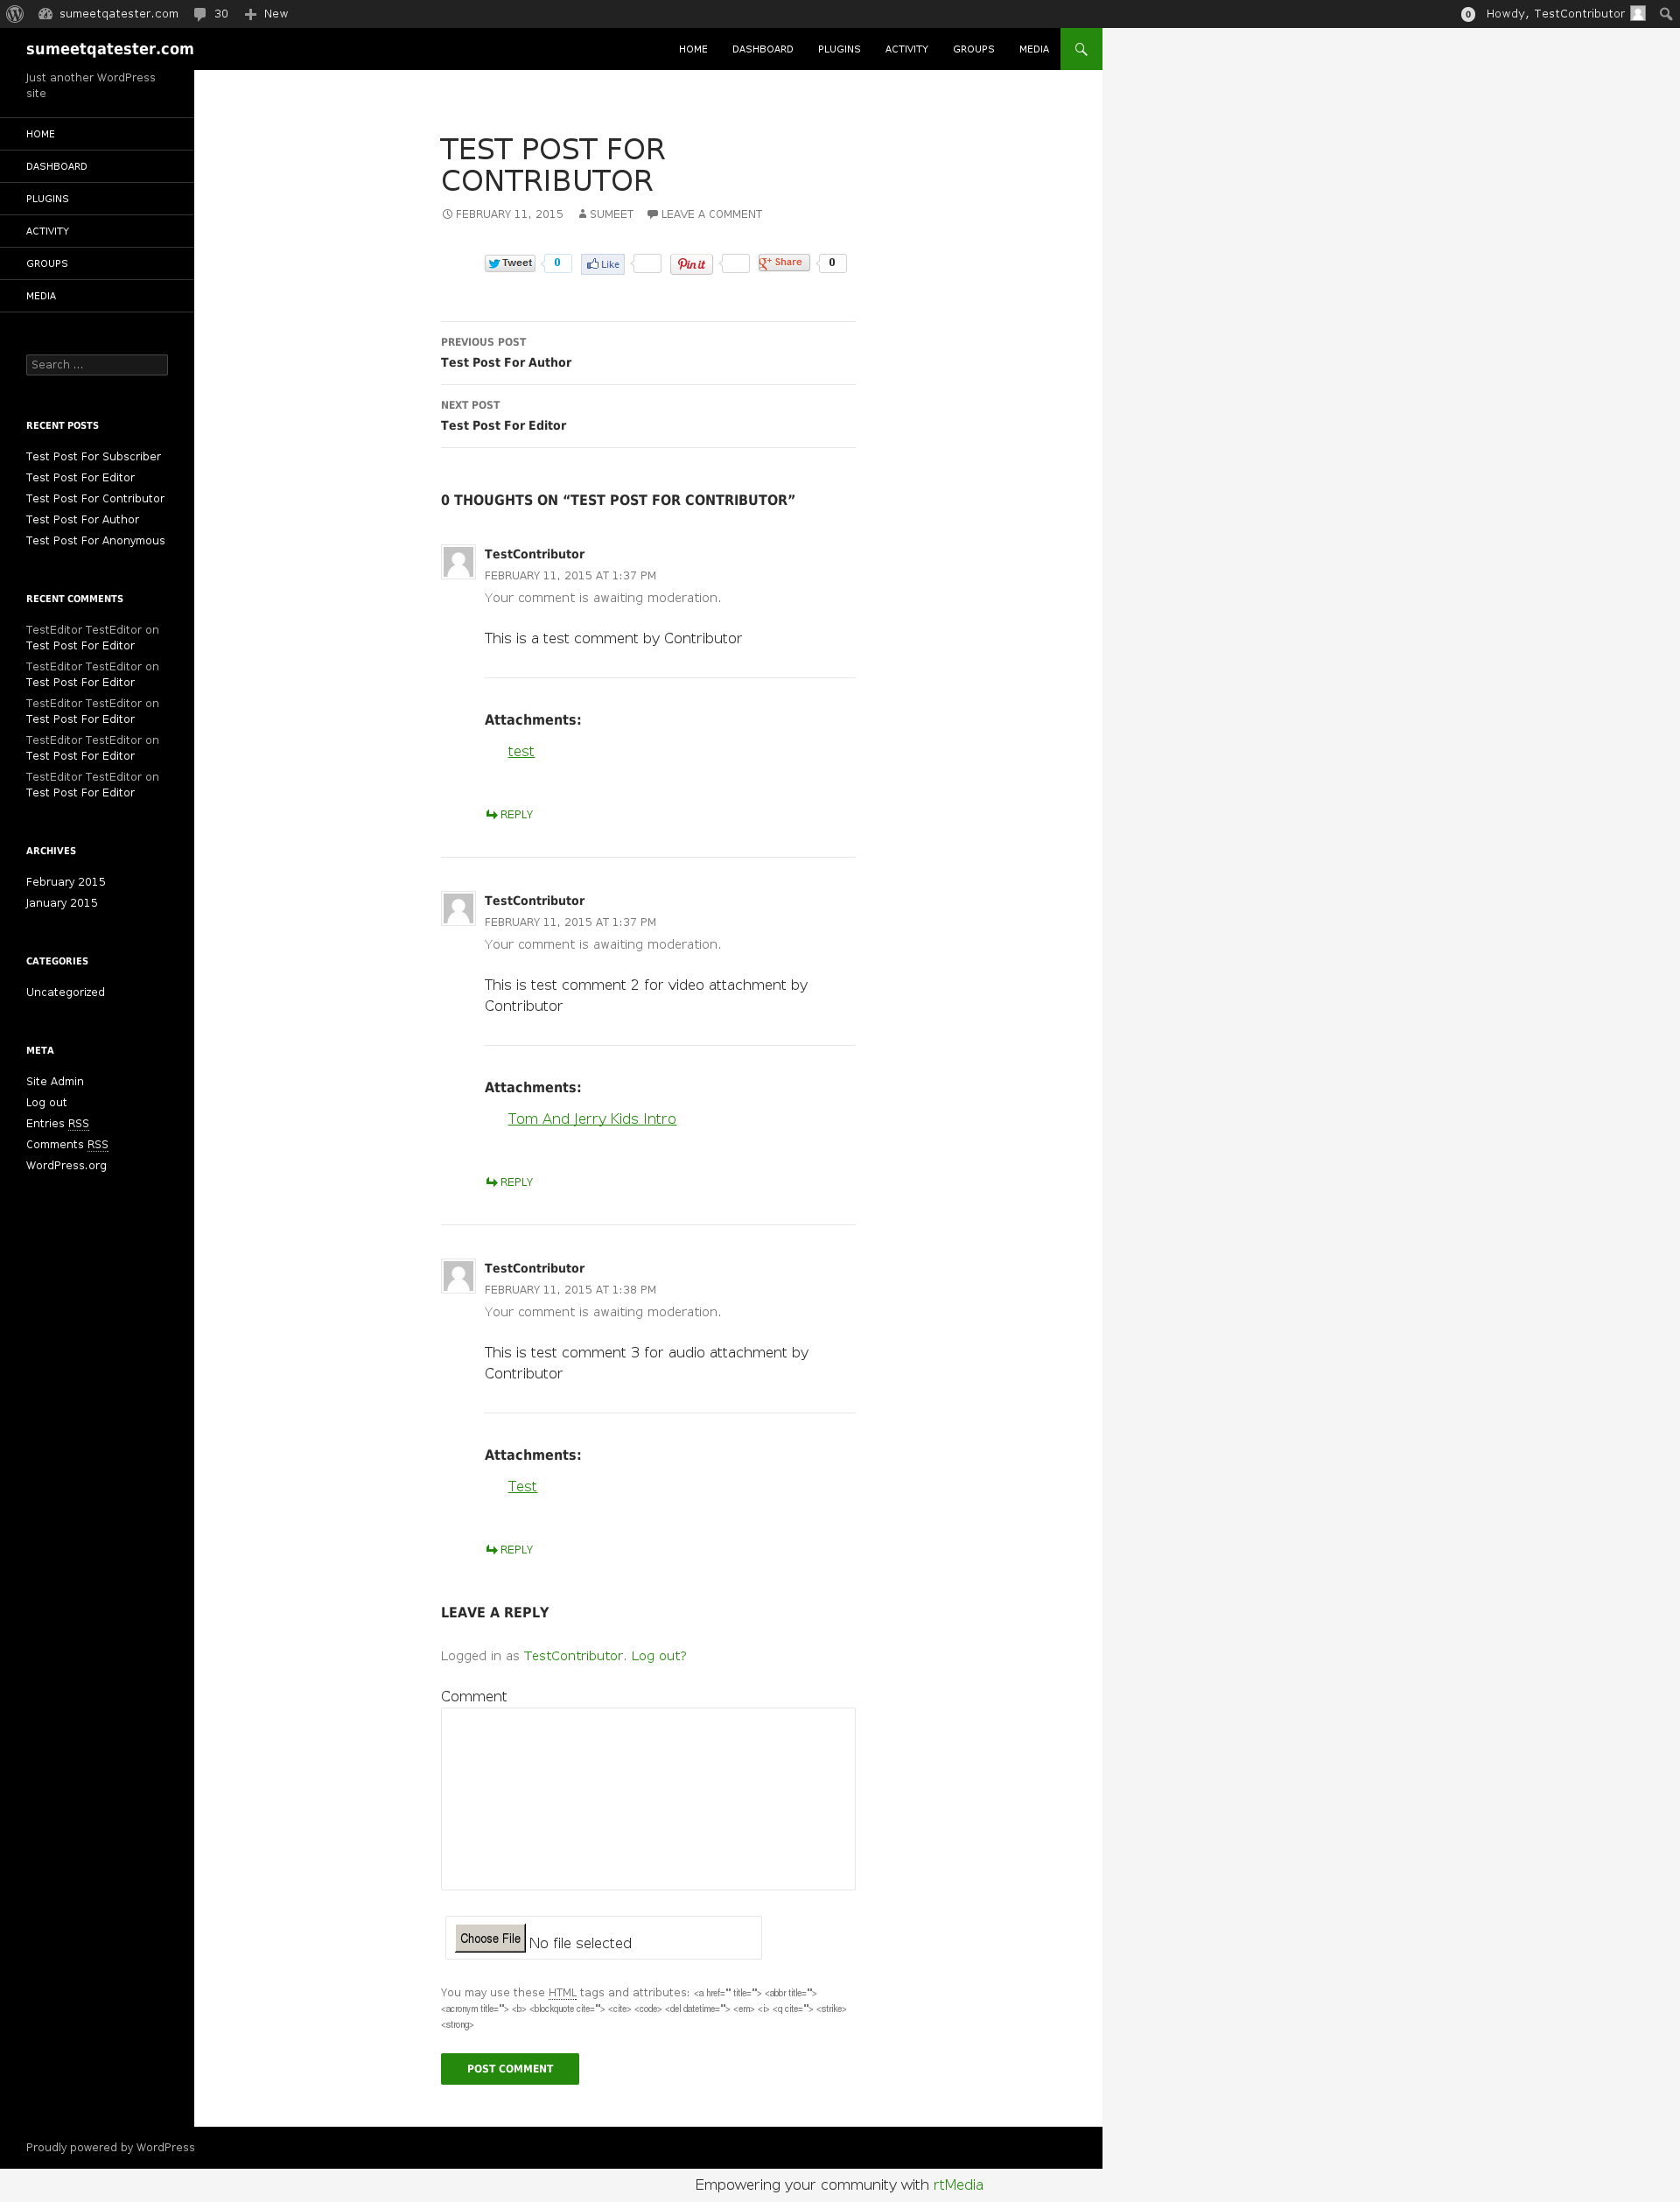 sumeetqatester.com 30 New 0 Howdy, TestContributor
sumeetqatester.com HOME DASHBOARD PLUGINS ACTIVITY GROUPS MEDIA
Just another WordPress
site
HOME
DASHBOARD
PLUGINS
ACTIVITY
GROUPS
MEDIA
Search ...
RECENT POSTS
Test Post For Subscriber
Test Post For Editor
Test Post For Contributor
Test Post For Author
Test Post For Anonymous
RECENT COMMENTS
TestEditor TestEditor on
Test Post For Editor
TestEditor TestEditor on
Test Post For Editor
TestEditor TestEditor on
Test Post For Editor
TestEditor TestEditor on
Test Post For Editor
TestEditor TestEditor on
Test Post For Editor
ARCHIVES
February 2015
January 2015
CATEGORIES
Uncategorized
META
Site Admin
Log out
Entries RSS
Comments RSS
WordPress.org
TEST POST FOR
CONTRIBUTOR
FEBRUARY 11, 2015 SUMEET LEAVE A COMMENT
Tweet 0 Like Pin it g+ Share 0
PREVIOUS POST
Test Post For Author
NEXT POST
Test Post For Editor
0 THOUGHTS ON “TEST POST FOR CONTRIBUTOR”
TestContributor
FEBRUARY 11, 2015 AT 1:37 PM
Your comment is awaiting moderation.
This is a test comment by Contributor
Attachments:
test
REPLY
TestContributor
FEBRUARY 11, 2015 AT 1:37 PM
Your comment is awaiting moderation.
This is test comment 2 for video attachment by
Contributor
Attachments:
Tom And Jerry Kids Intro
REPLY
TestContributor
FEBRUARY 11, 2015 AT 1:38 PM
Your comment is awaiting moderation.
This is test comment 3 for audio attachment by
Contributor
Attachments:
Test
REPLY
LEAVE A REPLY
Logged in as TestContributor. Log out?
Comment
Choose File No file selected
You may use these HTML tags and attributes: <a href="" title=""> <abbr title="">
<acronym title=""> <b> <blockquote cite=""> <cite> <code> <del datetime=""> <em> <i> <q cite=""> <strike>
<strong>
POST COMMENT
Proudly powered by WordPress
Empowering your community with rtMedia